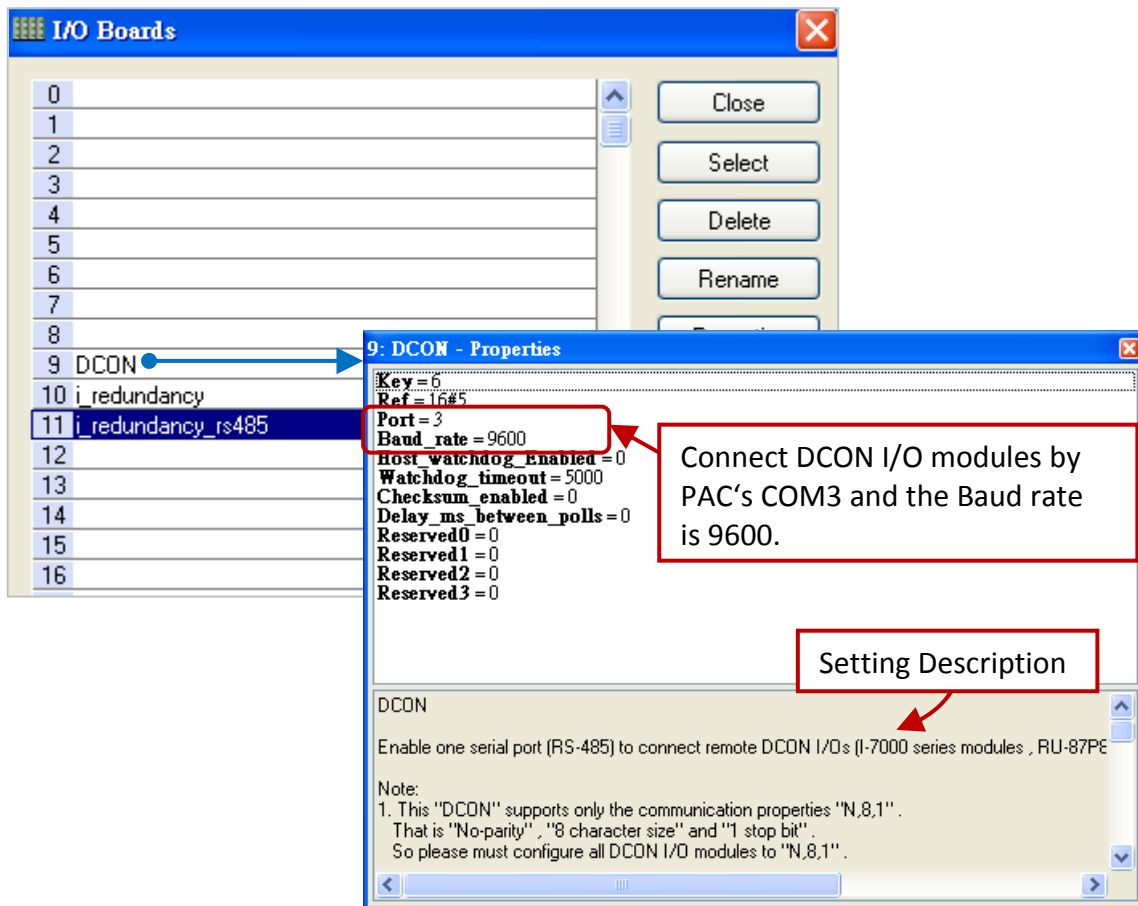 I/O Boards
0
1
2
3
4
5
6
7
8
9 DCON
10 i_redundancy
11 i_redundancy_rs485
12
13
14
15
16
Close
Select
Delete
Rename
9: DCON - Properties
Key = 6
Ref = 16#5
Port = 3
Baud_rate = 9600
Host_watchdog_Enabled = 0
Watchdog_timeout = 5000
Checksum_enabled = 0
Delay_ms_between_polls = 0
Reserved0 = 0
Reserved1 = 0
Reserved2 = 0
Reserved3 = 0
Connect DCON I/O modules by
PAC‘s COM3 and the Baud rate
is 9600.
Setting Description
DCON
Enable one serial port (RS-485) to connect remote DCON I/Os (I-7000 series modules , RU-87P8
Note:
1. This "DCON" supports only the communication properties "N,8,1" .
That is "No-parity" , "8 character size" and "1 stop bit" .
So please must configure all DCON I/O modules to "N,8,1" .